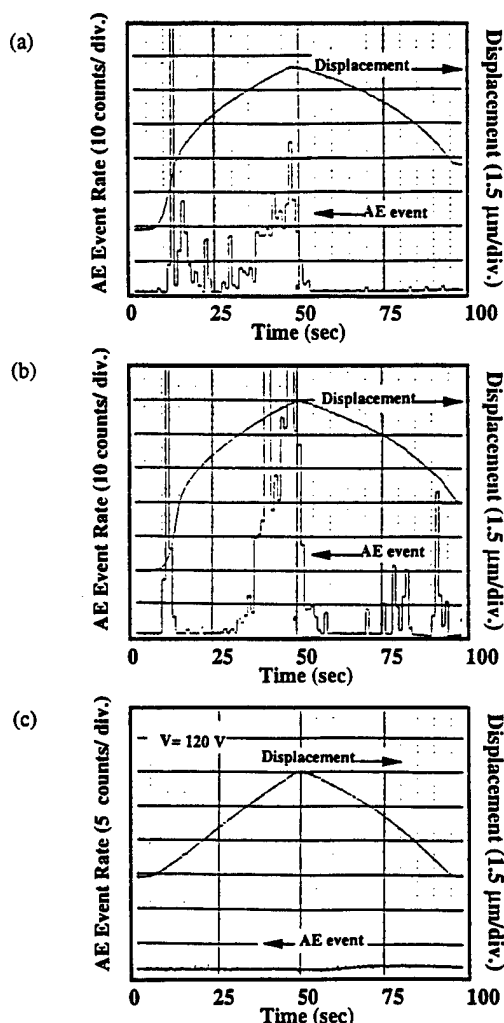 (a)
AE Event Rate (10 counts/ div.)
Displacement
AE event
Displacement (1.5 μm/div.)
0 25 50 75 100
Time (sec)
(b)
AE Event Rate (10 counts/ div.)
Displacement
AE event
Displacement (1.5 μm/div.)
0 25 50 75 100
Time (sec)
(c)
AE Event Rate (5 counts/ div.)
V= 120 V
Displacement
AE event
Displacement (1.5 μm/div.)
0 25 50 75 100
Time (sec)